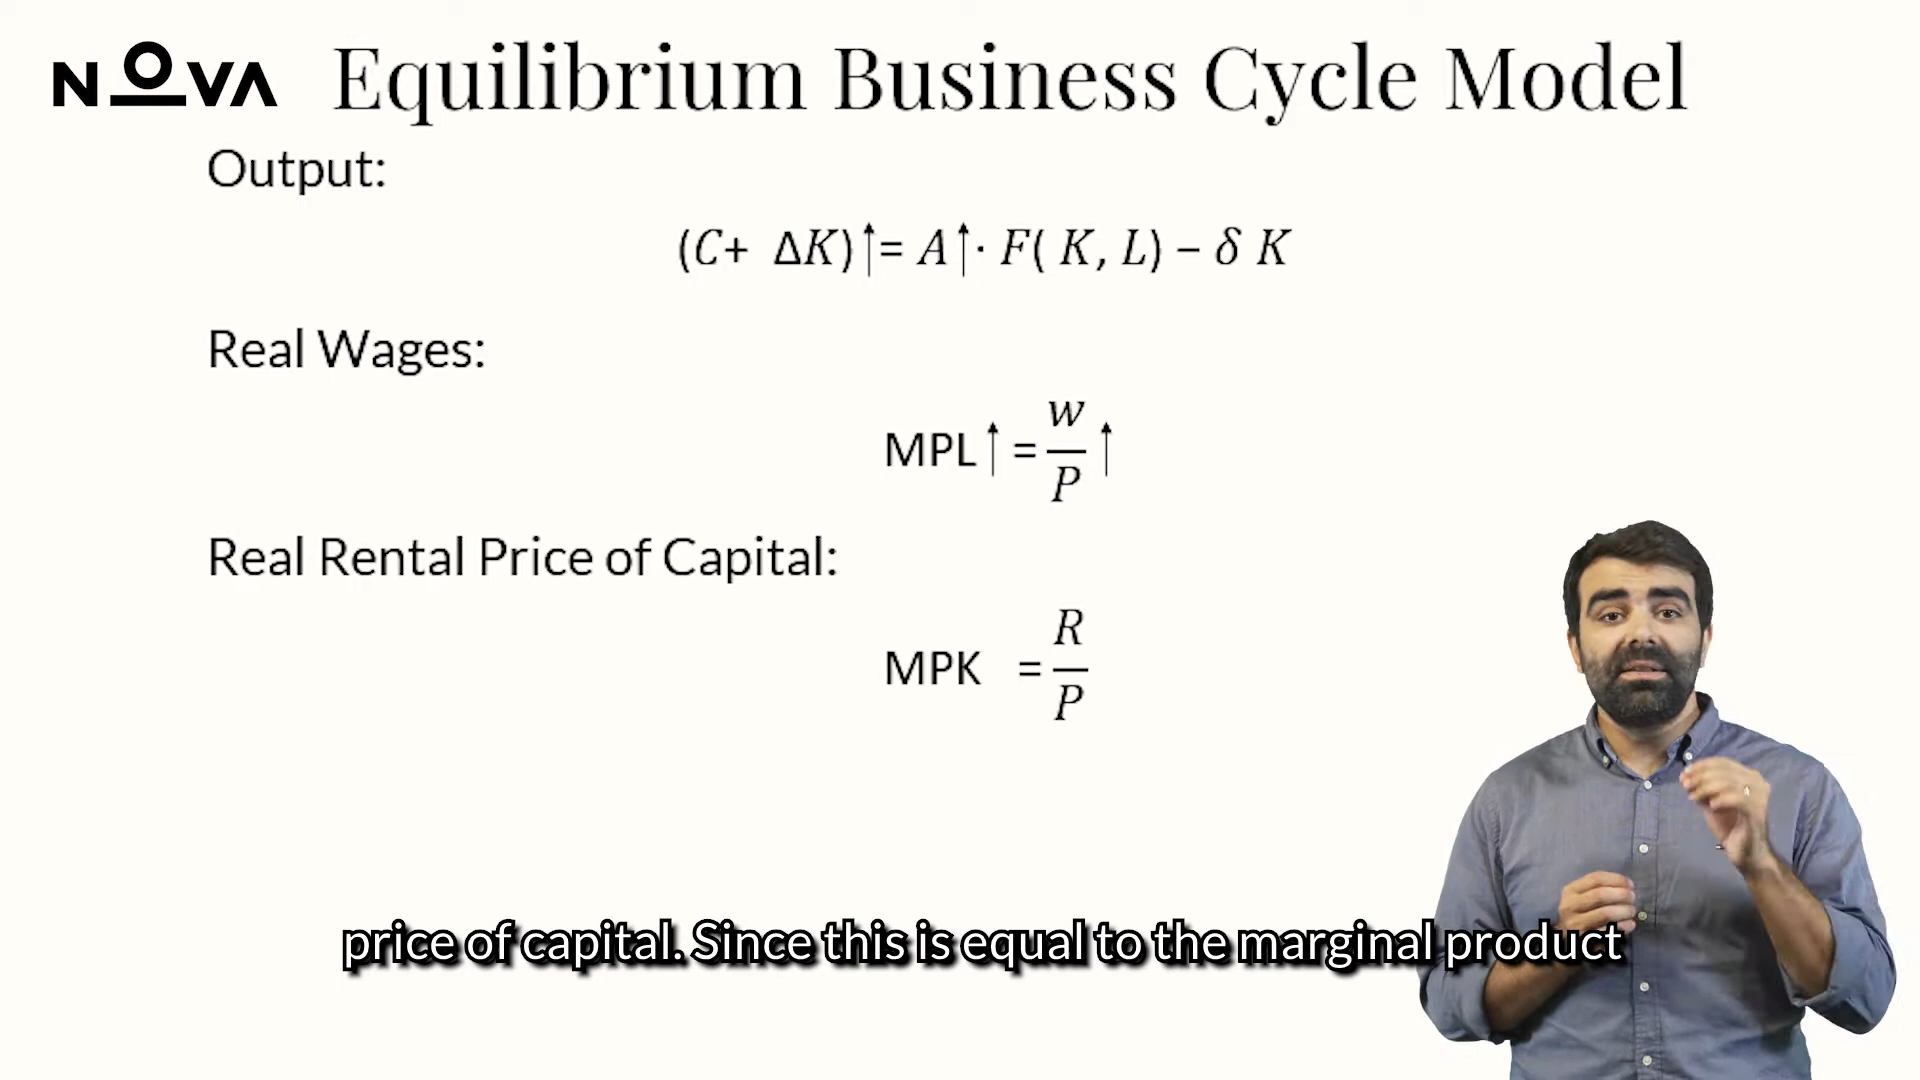 NOVA Equilibrium Business Cycle Model
Output:
(C+ ΔK)↑= A↑· F( K, L) − δ K
Real Wages:
MPL↑ = w/P ↑
Real Rental Price of Capital:
MPK = R/P
price of capital. Since this is equal to the marginal product